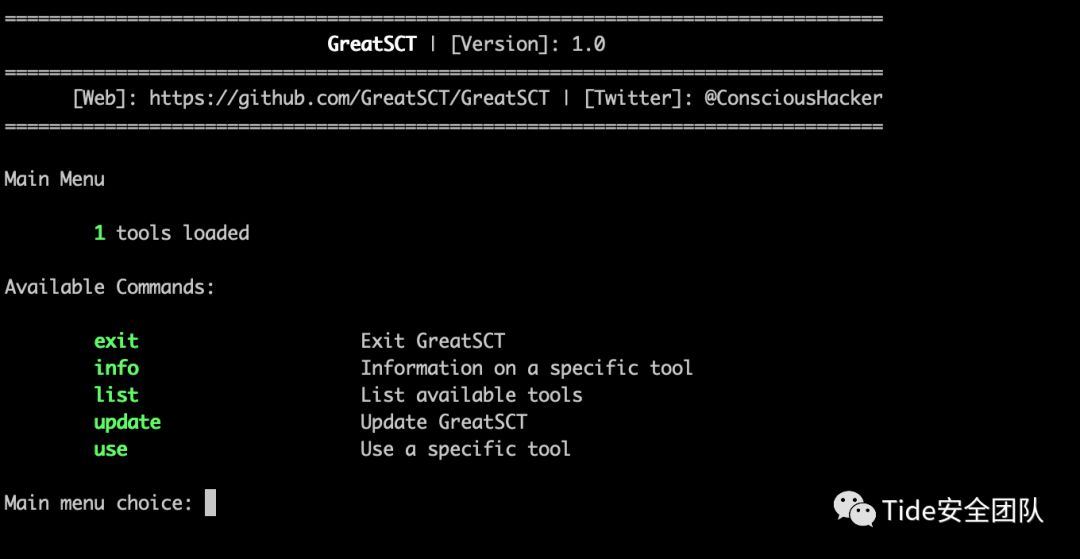 ===============================================================================
GreatSCT | [Version]: 1.0
===============================================================================
[Web]: https://github.com/GreatSCT/GreatSCT | [Twitter]: @ConsciousHacker
===============================================================================
Main Menu
1 tools loaded
Available Commands:
exit Exit GreatSCT
info Information on a specific tool
list List available tools
update Update GreatSCT
use Use a specific tool
Main menu choice:
Tide安全团队